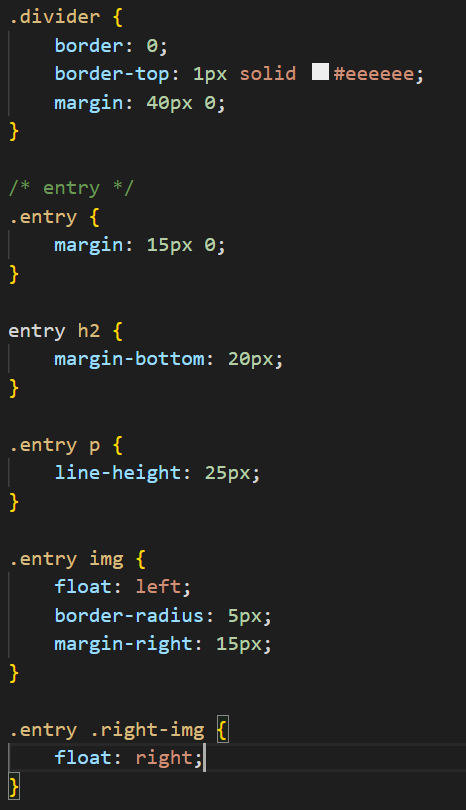 .divider {
    border: 0;
    border-top: 1px solid #eeeeee;
    margin: 40px 0;
}
/* entry */
.entry {
    margin: 15px 0;
}
entry h2 {
    margin-bottom: 20px;
}
.entry p {
    line-height: 25px;
}
.entry img {
    float: left;
    border-radius: 5px;
    margin-right: 15px;
}
.entry .right-img {
    float: right;
}